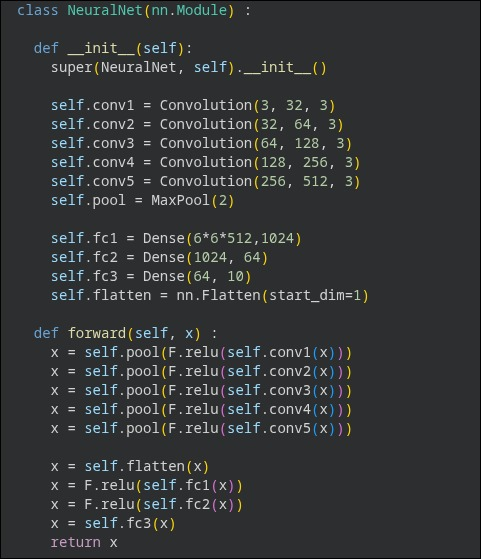 class NeuralNet(nn.Module) :

  def __init__(self):
    super(NeuralNet, self).__init__()

    self.conv1 = Convolution(3, 32, 3)
    self.conv2 = Convolution(32, 64, 3)
    self.conv3 = Convolution(64, 128, 3)
    self.conv4 = Convolution(128, 256, 3)
    self.conv5 = Convolution(256, 512, 3)
    self.pool = MaxPool(2)

    self.fc1 = Dense(6*6*512,1024)
    self.fc2 = Dense(1024, 64)
    self.fc3 = Dense(64, 10)
    self.flatten = nn.Flatten(start_dim=1)

  def forward(self, x) :
    x = self.pool(F.relu(self.conv1(x)))
    x = self.pool(F.relu(self.conv2(x)))
    x = self.pool(F.relu(self.conv3(x)))
    x = self.pool(F.relu(self.conv4(x)))
    x = self.pool(F.relu(self.conv5(x)))

    x = self.flatten(x)
    x = F.relu(self.fc1(x))
    x = F.relu(self.fc2(x))
    x = self.fc3(x)
    return x